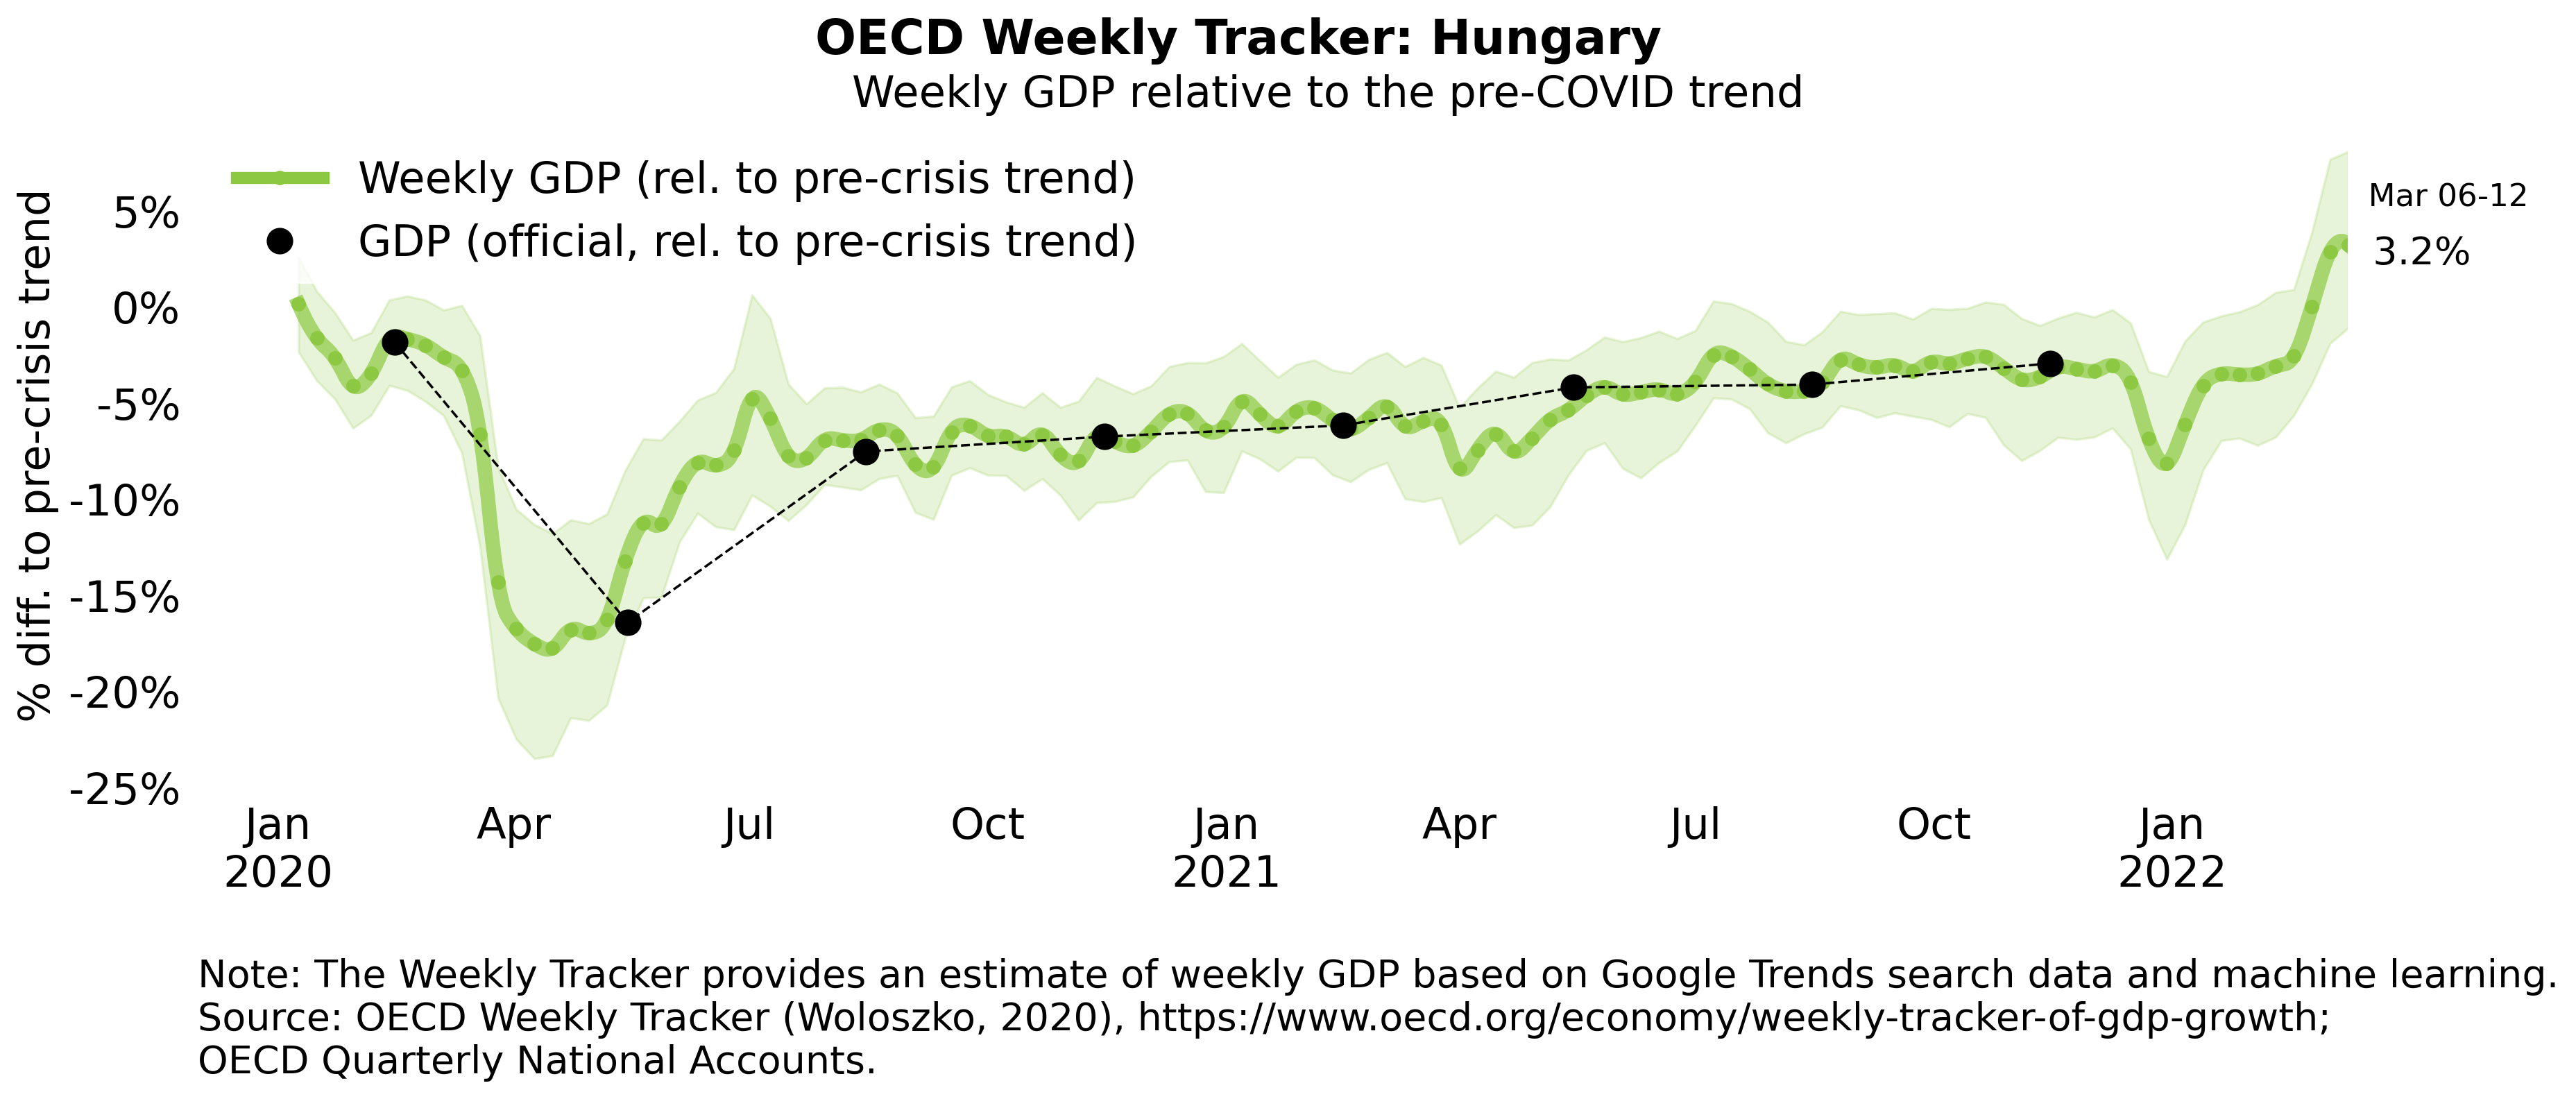 OECD Weekly Tracker: Hungary
Weekly GDP relative to the pre-COVID trend
Weekly GDP (rel. to pre-crisis trend)
GDP (official, rel. to pre-crisis trend)
% diff. to pre-crisis trend
5%
0%
-5%
-10%
-15%
-20%
-25%
Mar 06-12
3.2%
Jan Apr Jul Oct Jan Apr Jul Oct Jan
2020 2021 2022
Note: The Weekly Tracker provides an estimate of weekly GDP based on Google Trends search data and machine learning.
Source: OECD Weekly Tracker (Woloszko, 2020), https://www.oecd.org/economy/weekly-tracker-of-gdp-growth;
OECD Quarterly National Accounts.